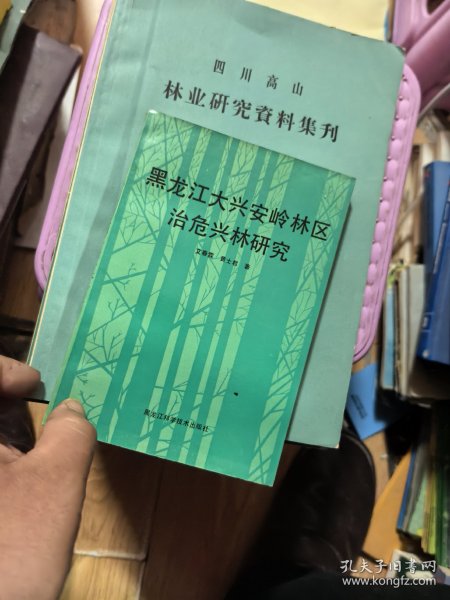 四川高山
林业研究資料集刊
黑龙江大兴安岭林区
治危兴林研究
著
黑龙江科学技术出版社
孔夫子旧书网
www.kongfz.com